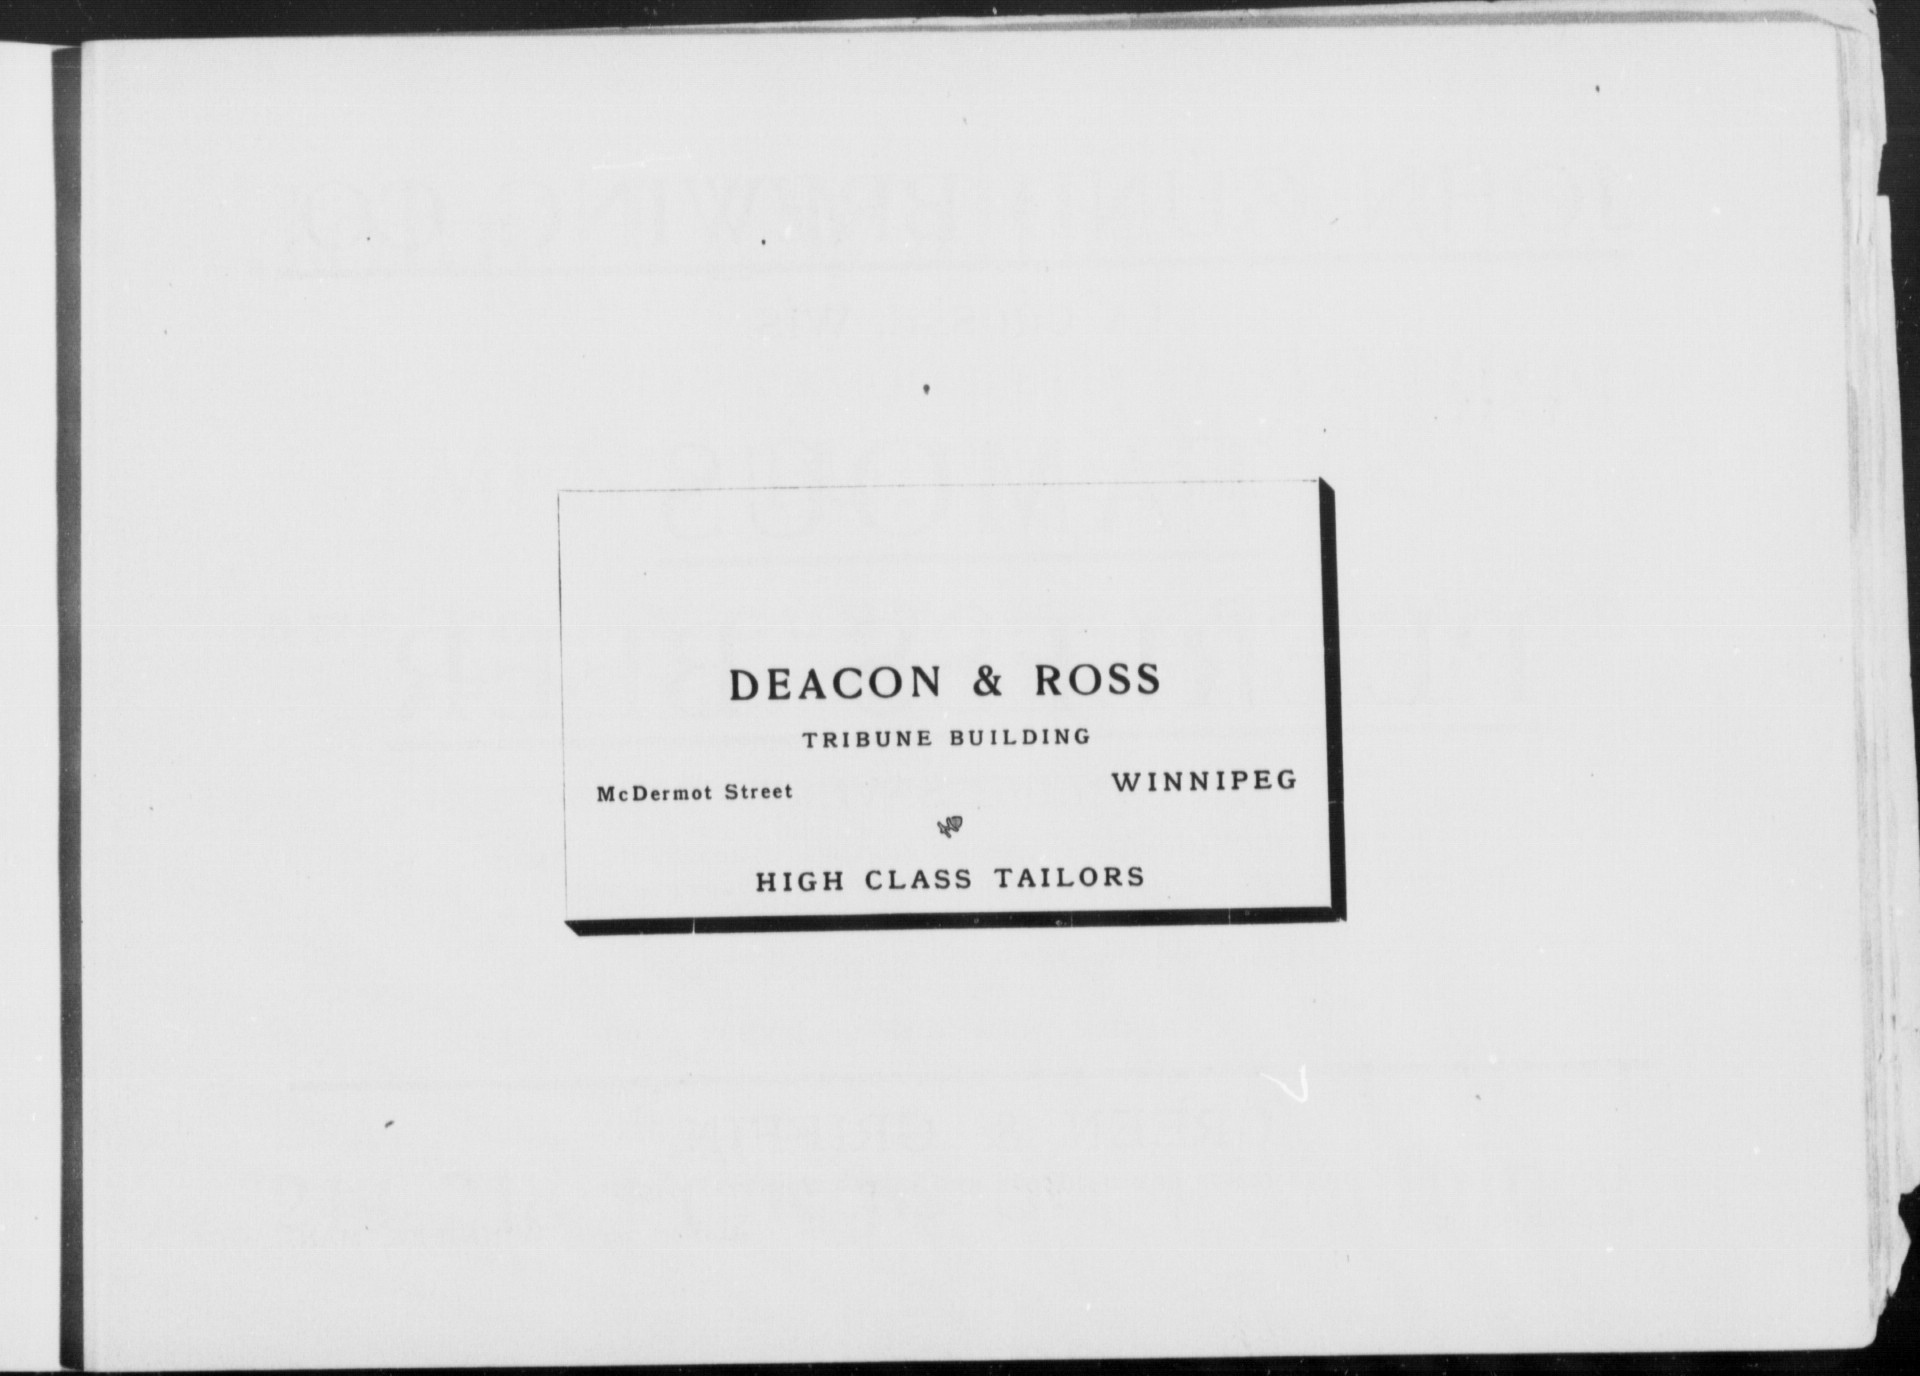 DEACON & ROSS
TRIBUNE BUILDING
McDermot Street WINNIPEG
HIGH CLASS TAILORS